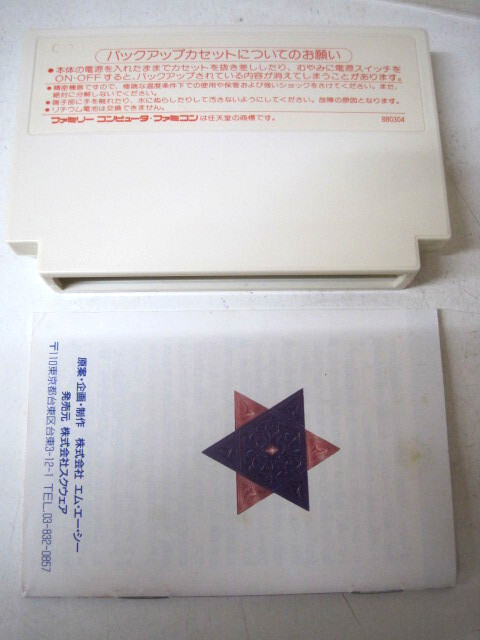 バックアップカセットについてのお願い
●本体の電源を入れたままでカセットを抜き差ししたり、むやみに電源スイッチを
ON・OFFすると、バックアップされている内容が消えてしまうことがあります。
●精密機器ですので、極端な温度条件下での使用や保管および強いショックをさけてください。また、
絶対に分解しないでください。
●端子部に手を触れたり、水にぬらしたりして汚さないようにしてください。故障の原因となります。
●リチウム電池は交換できません。
ファミリー コンピュータ・ファミコン は任天堂の商標です。
880304
原案・企画・制作 株式会社 エム・エー・シー
発売元 株式会社スクウェア
〒110東京都台東区台東3-12-1 TEL.03-832-0857